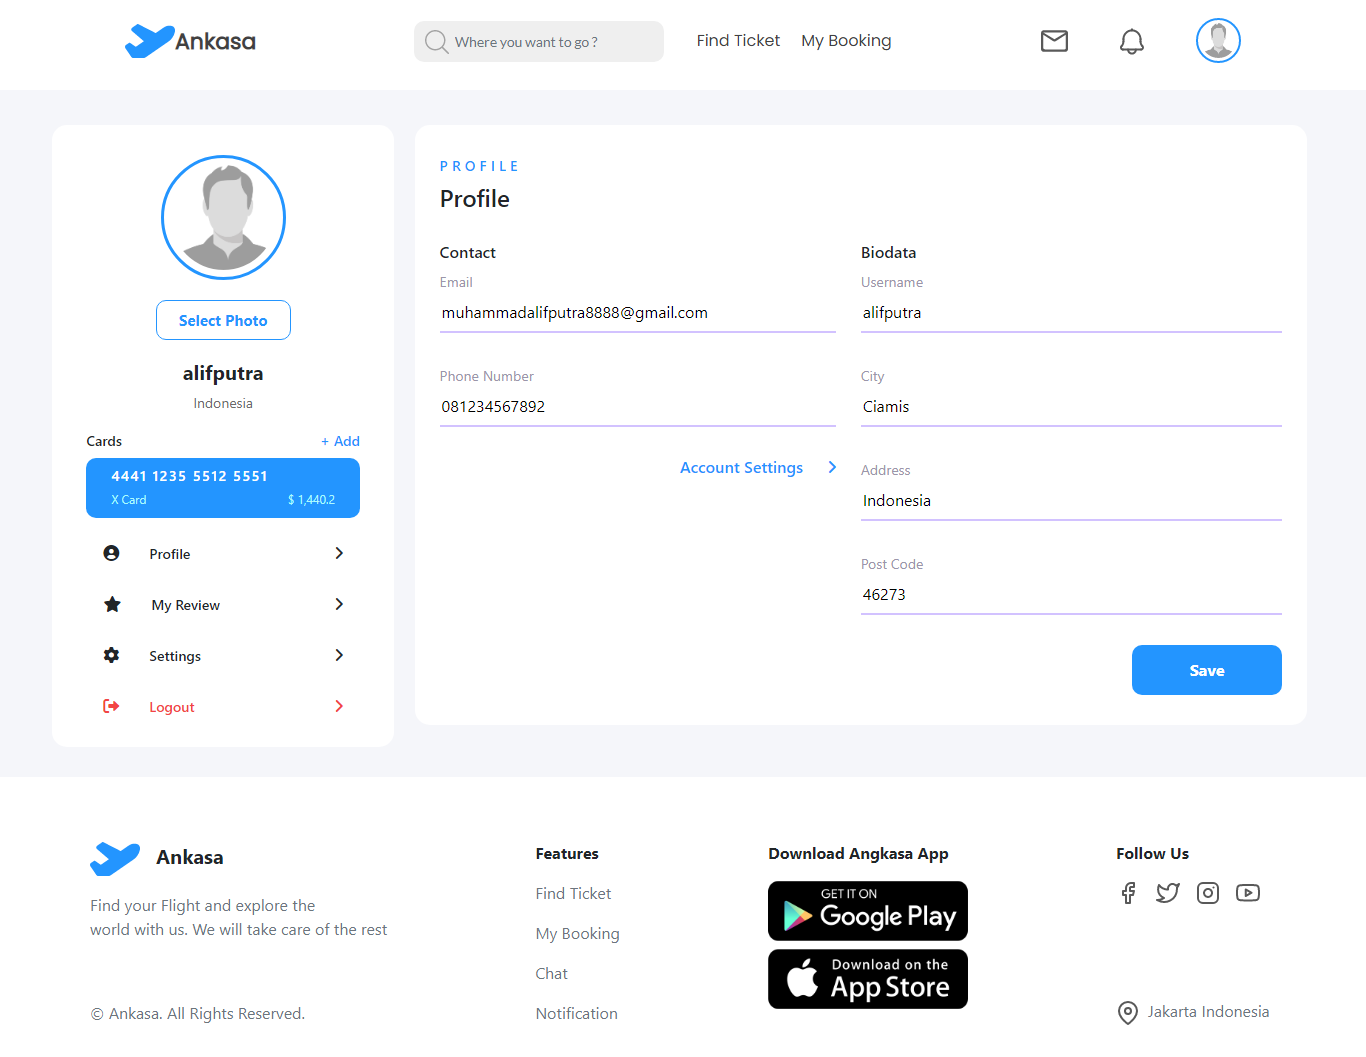 Ankasa
Where you want to go ?
Find Ticket
My Booking
Select Photo
alifputra
Indonesia
Cards
+ Add
4441 1235 5512 5551
X Card
$ 1,440.2
Profile
My Review
Settings
Logout
PROFILE
Profile
Contact
Email
muhammadalifputra8888@gmail.com
Phone Number
081234567892
Account Settings
Biodata
Username
alifputra
City
Ciamis
Address
Indonesia
Post Code
46273
Save
Ankasa
Find your Flight and explore the
world with us. We will take care of the rest
© Ankasa. All Rights Reserved.
Features
Find Ticket
My Booking
Chat
Notification
Download Angkasa App
GET IT ON
Google Play
Download on the
App Store
Follow Us
Jakarta Indonesia